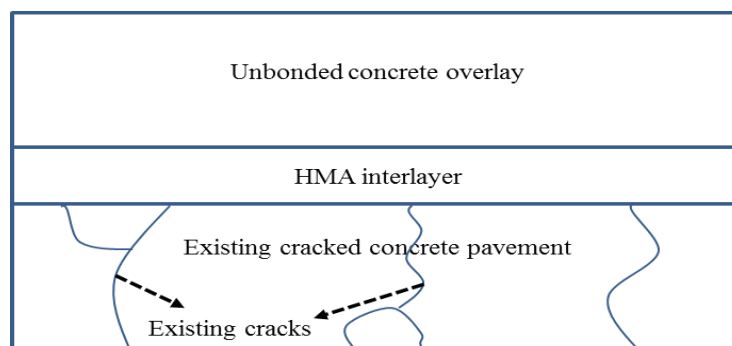 Unbonded concrete overlay
HMA interlayer
Existing cracked concrete pavement
Existing cracks